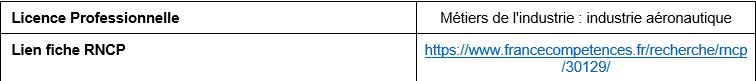 Licence Professionnelle
Métiers de l'industrie : industrie aéronautique
Lien fiche RNCP
https://www.francecompetences.fr/recherche/rncp
/30129/